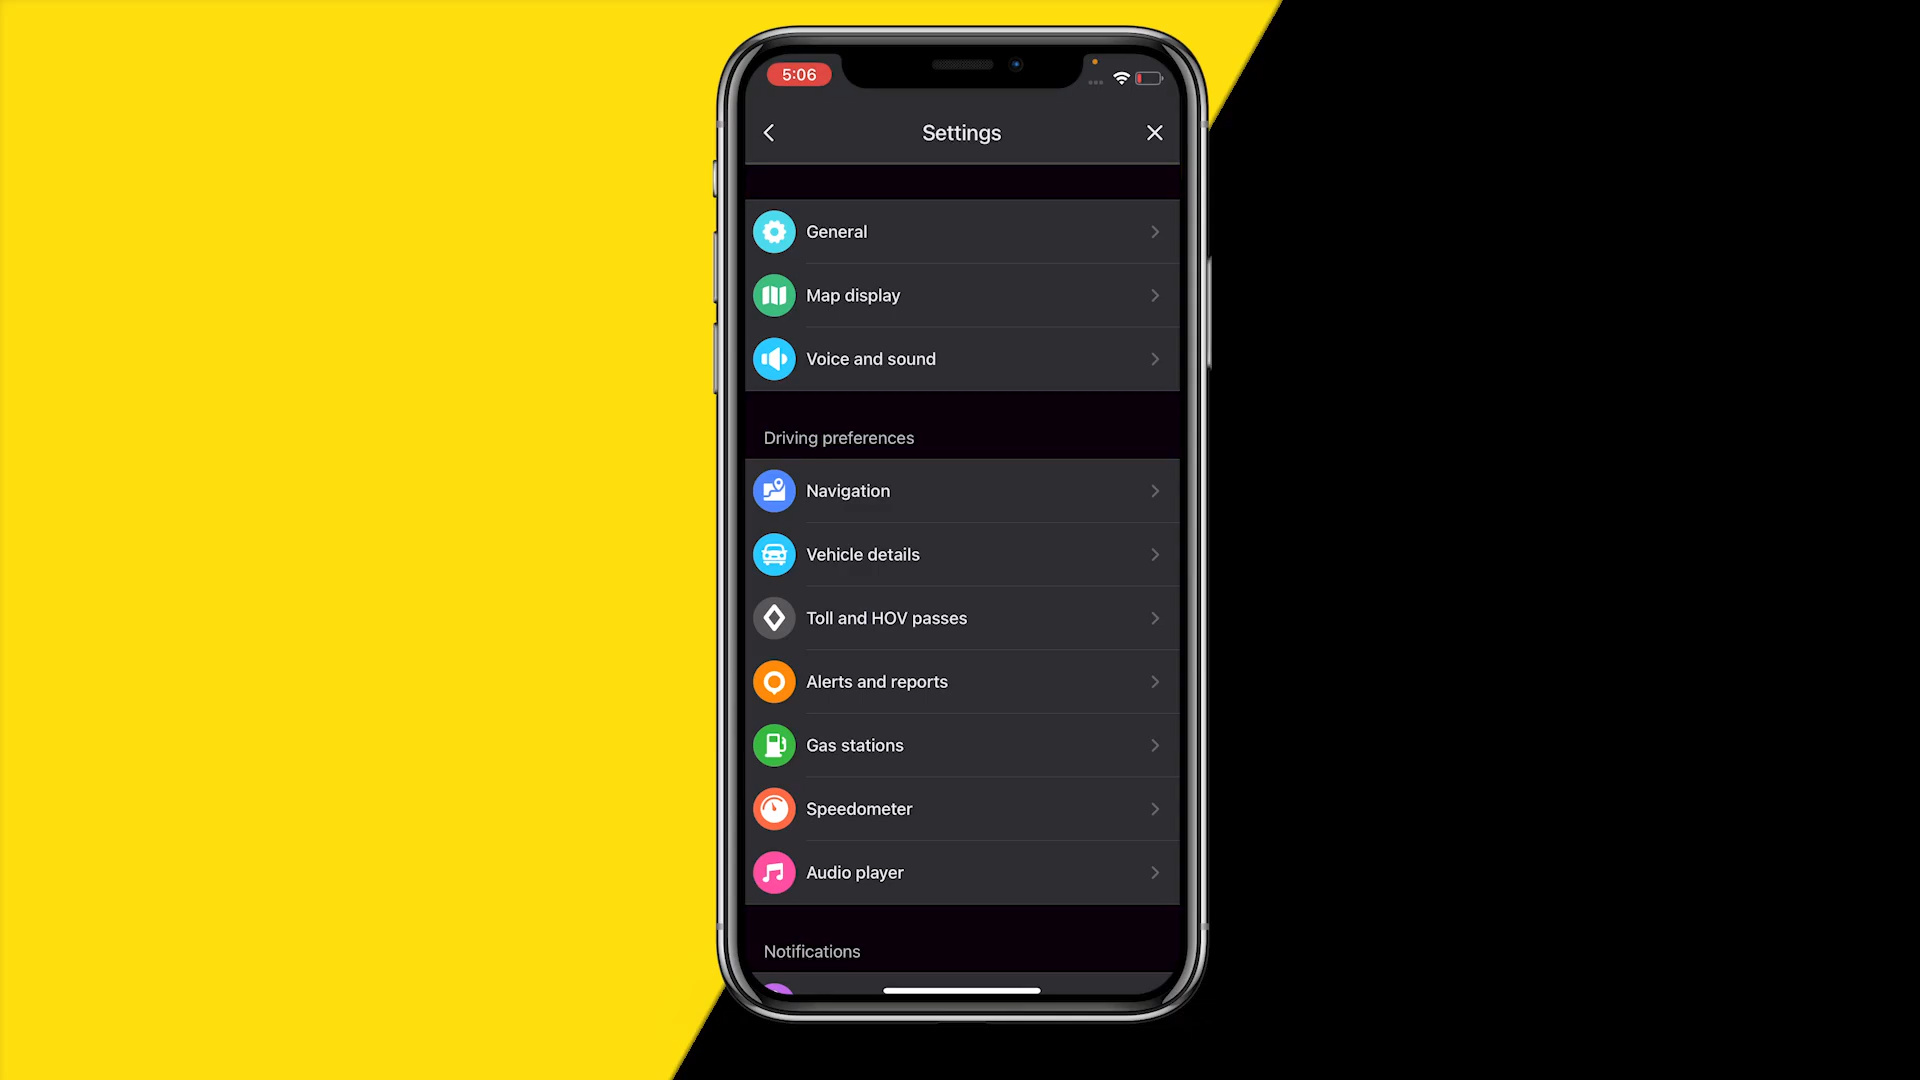 5:06
Settings
General
Map display
Voice and sound
Driving preferences
Navigation
Vehicle details
Toll and HOV passes
Alerts and reports
Gas stations
Speedometer
Audio player
Notifications